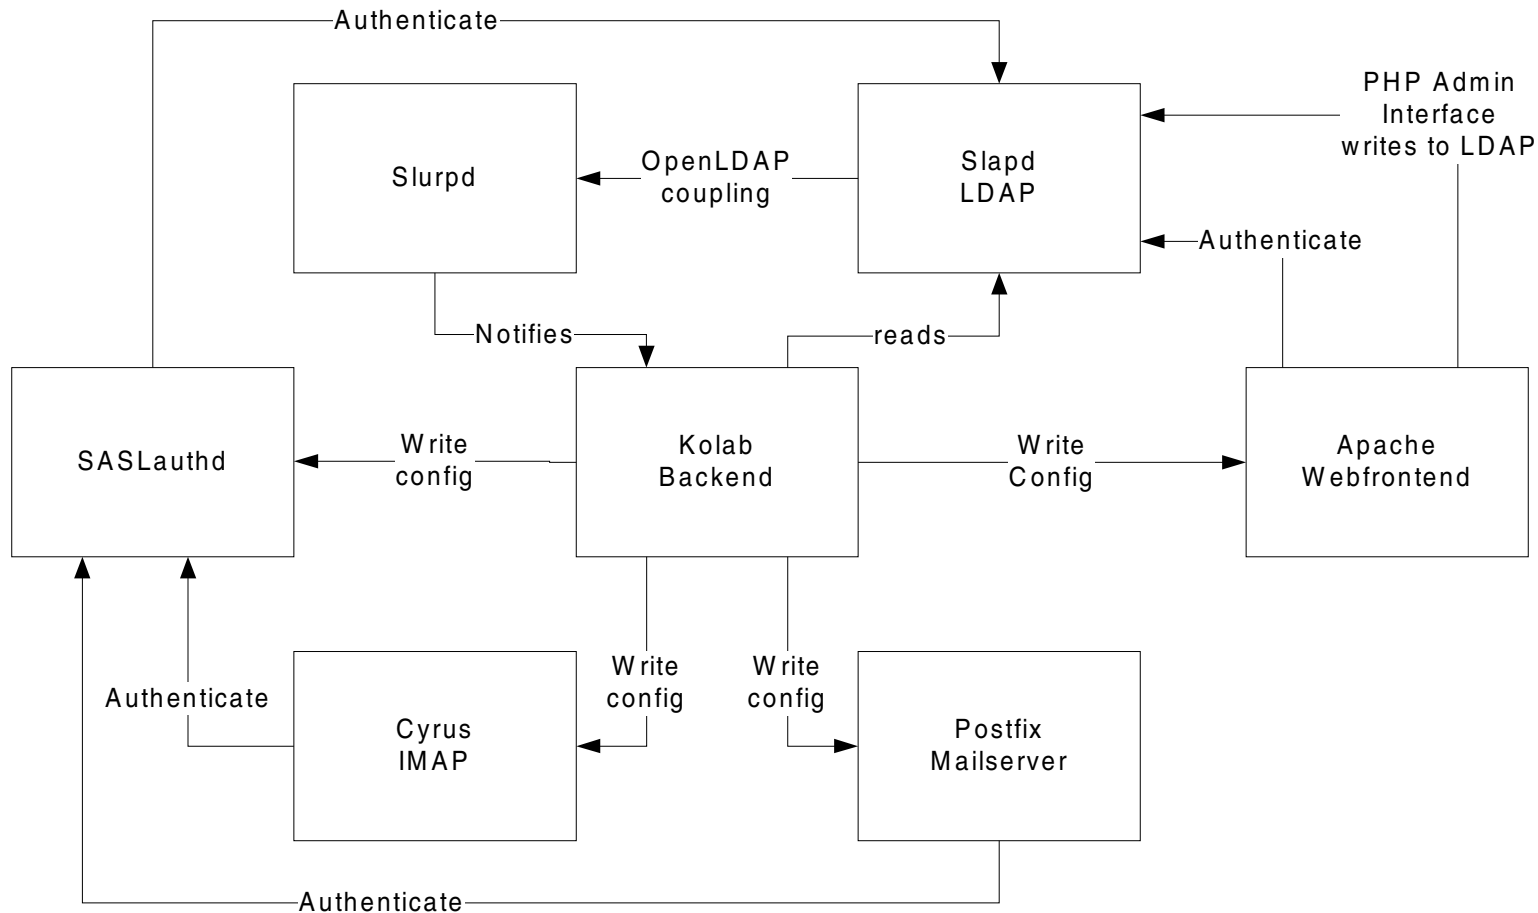 Authenticate
PHP Admin
Interface
writes to LDAP
Slurpd
OpenLDAP
coupling
Slapd
LDAP
Authenticate
Notifies
reads
SASLauthd
Write
config
Kolab
Backend
Write
Config
Apache
Webfrontend
Authenticate
Cyrus
IMAP
Write
config
Write
config
Postfix
Mailserver
Authenticate